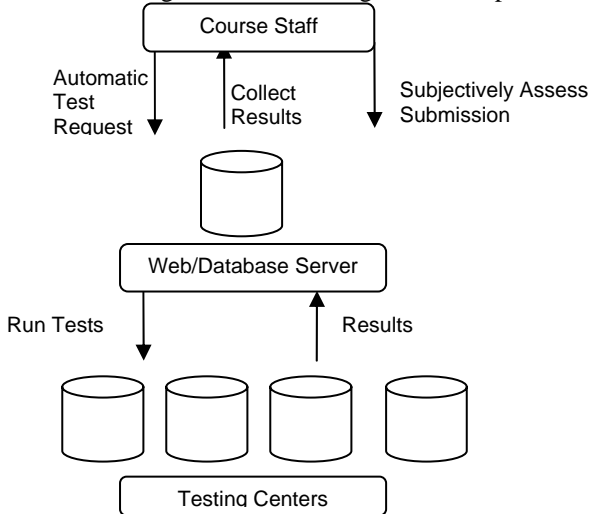 Course Staff
Automatic
Test
Request
Collect
Results
Subjectively Assess
Submission
Web/Database Server
Run Tests
Results
Testing Centers